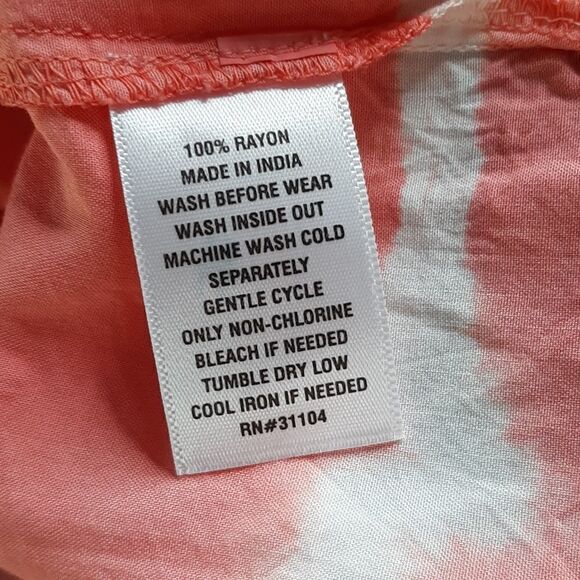 100% RAYON
MADE IN INDIA
WASH BEFORE WEAR
WASH INSIDE OUT
MACHINE WASH COLD
SEPARATELY
GENTLE CYCLE
ONLY NON-CHLORINE
BLEACH IF NEEDED
TUMBLE DRY LOW
COOL IRON IF NEEDED
RN#31104